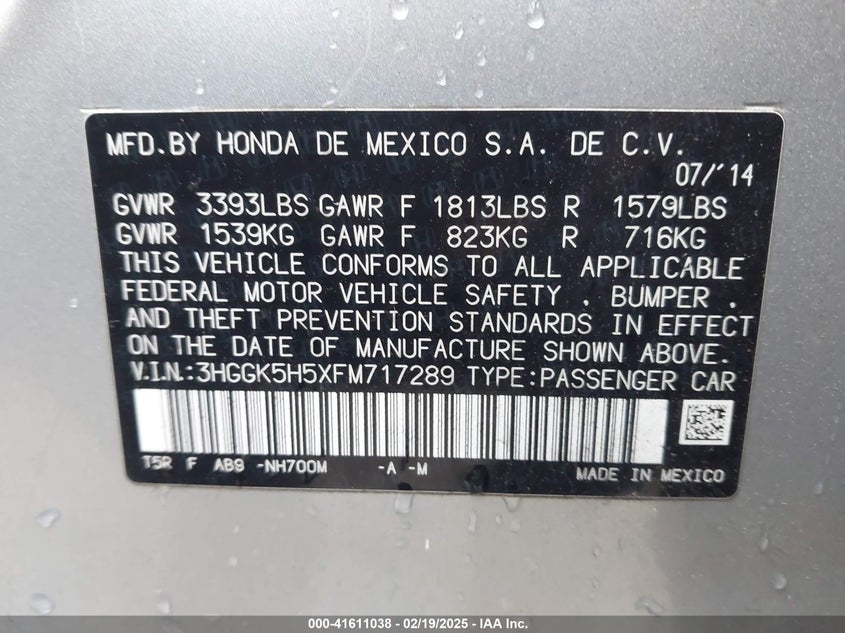 MFD.BY HONDA DE MEXICO S.A. DE C.V.
07/'14
GVWR 3393LBS GAWR F 1813LBS R 1579LBS
GVWR 1539KG GAWR F 823KG R 716KG
THIS VEHICLE CONFORMS TO ALL APPLICABLE
FEDERAL MOTOR VEHICLE SAFETY , BUMPER ,
AND THEFT PREVENTION STANDARDS IN EFFECT
ON THE DATE OF MANUFACTURE SHOWN ABOVE.
V.I.N.:3HGGK5H5XFM717289 TYPE:PASSENGER CAR
T5R F AB9 -NH700M -A -M
MADE IN MEXICO
000-41611038 - 02/19/2025 - IAA Inc.